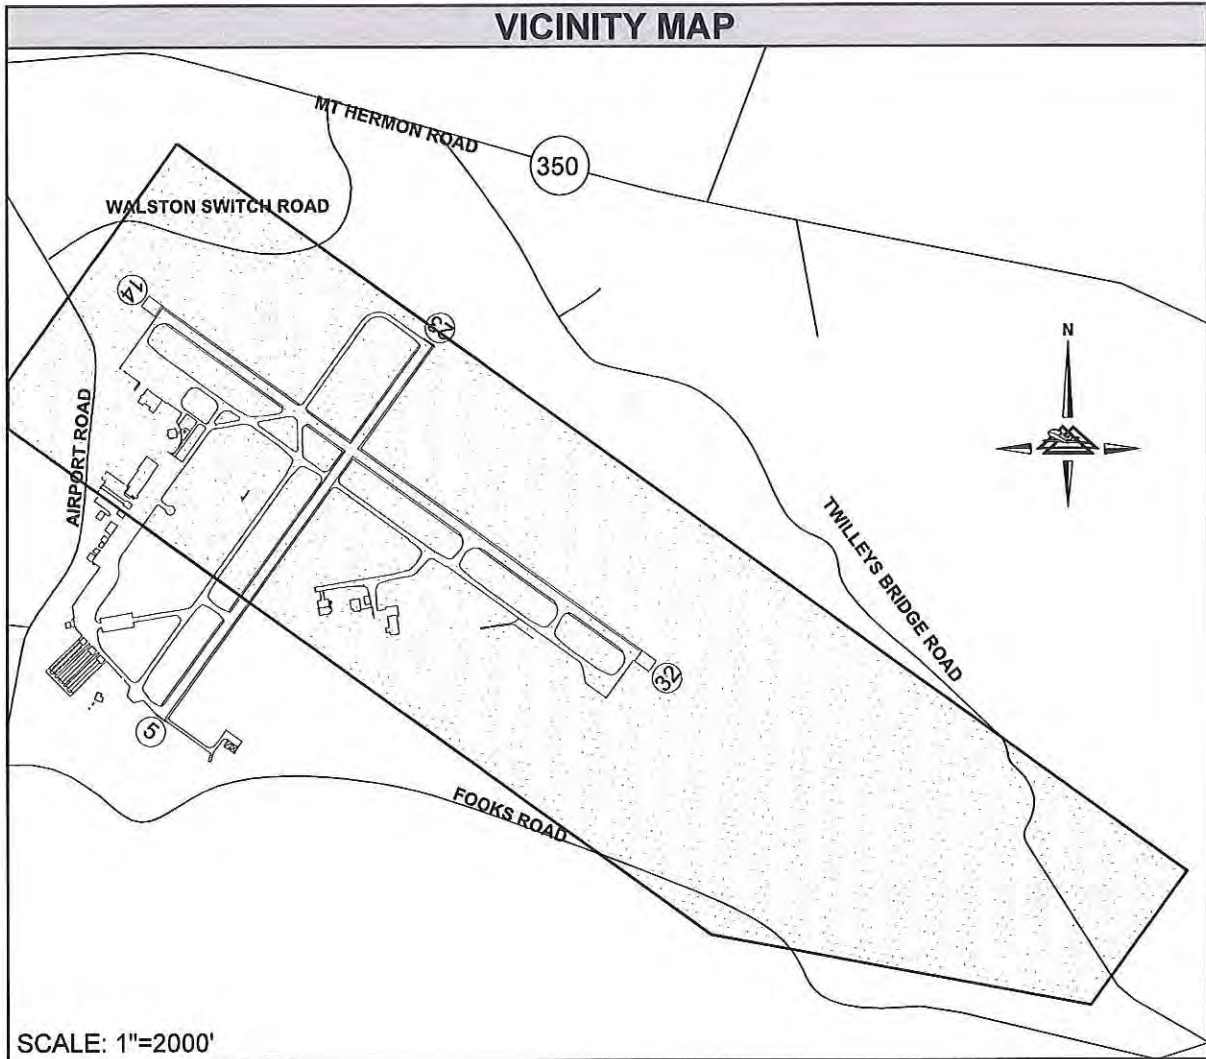 VICINITY MAP
MT HERMON ROAD
350
WALSTON SWITCH ROAD
14
23
N
AIRPORT ROAD
TWILLEYS BRIDGE ROAD
32
5
FOOKS ROAD
SCALE: 1"=2000'